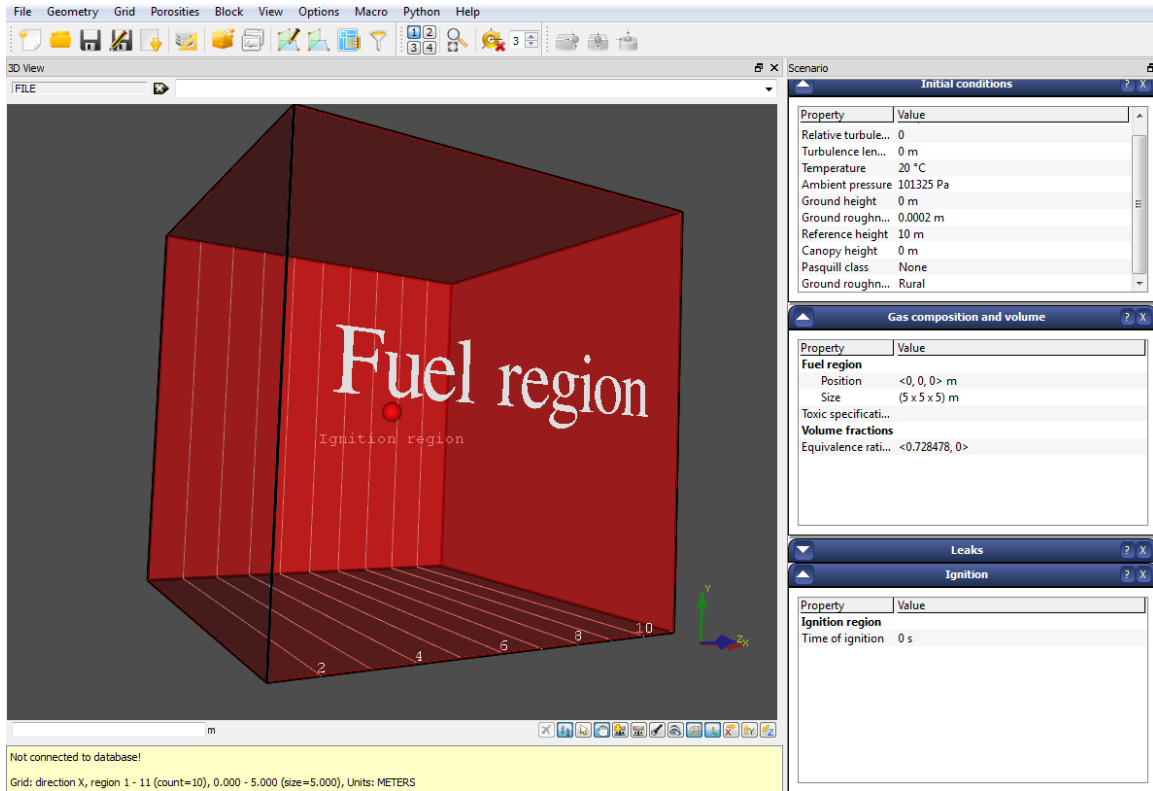 File Geometry Grid Porosities Block View Options Macro Python Help
1 2
3 4
3
3D View
FILE
Fuel region
Ignition region
2 4 6 8 10
Y
Z X
m
Not connected to database!
Grid: direction X, region 1 - 11 (count=10), 0.000 - 5.000 (size=5.000), Units: METERS
Scenario
Initial conditions ? X
Property Value
Relative turbule... 0
Turbulence len... 0 m
Temperature 20 °C
Ambient pressure 101325 Pa
Ground height 0 m
Ground roughn... 0.0002 m
Reference height 10 m
Canopy height 0 m
Pasquill class None
Ground roughn... Rural
Gas composition and volume ? X
Property Value
Fuel region
Position <0, 0, 0> m
Size (5 x 5 x 5) m
Toxic specificati...
Volume fractions
Equivalence rati... <0.728478, 0>
Leaks ? X
Ignition ? X
Property Value
Ignition region
Time of ignition 0 s